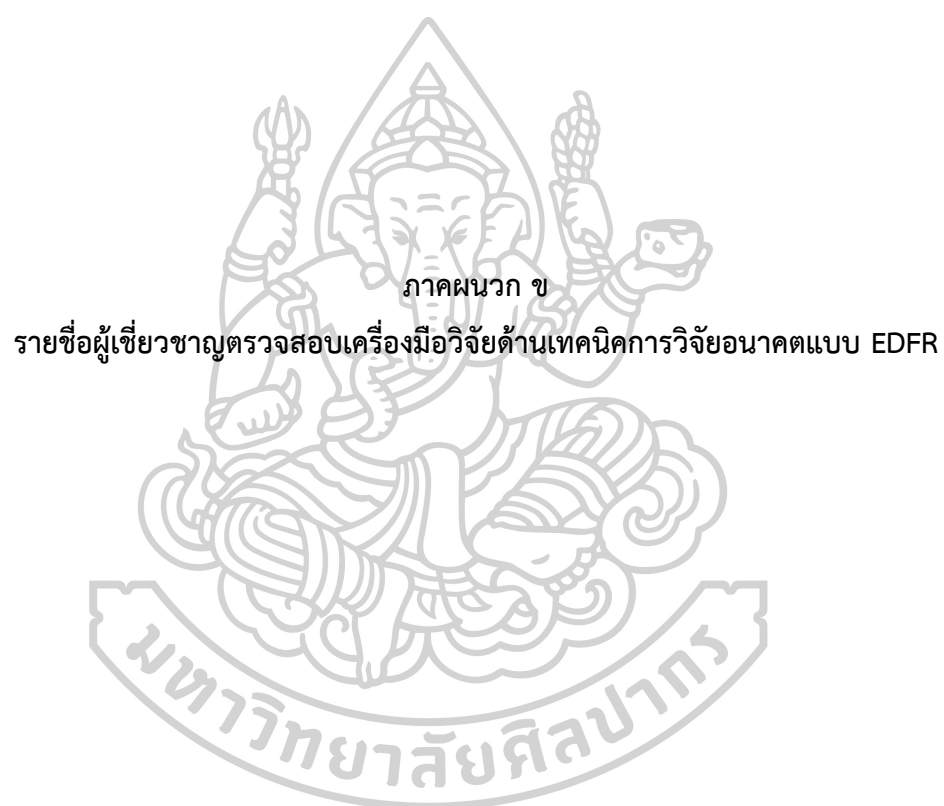 ภาคผนวก ข
รายชื่อผู้เชี่ยวชาญตรวจสอบเครื่องมือวิจัยด้านเทคนิคการวิจัยอนาคตแบบ EDFR
มหาวิทยาลัยศิลปากร